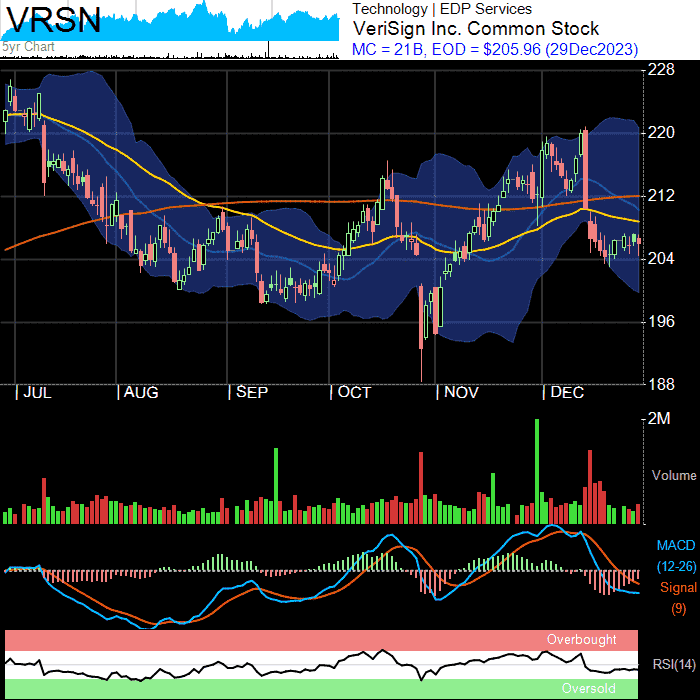 VRSN
5yr Chart
Technology | EDP Services
VeriSign Inc. Common Stock
MC = 21B, EOD = $205.96 (29Dec2023)
228
220
212
204
196
188
| JUL | AUG | SEP | OCT | NOV | DEC
2M
Volume
MACD
(12-26)
Signal
(9)
Overbought
RSI(14)
Oversold